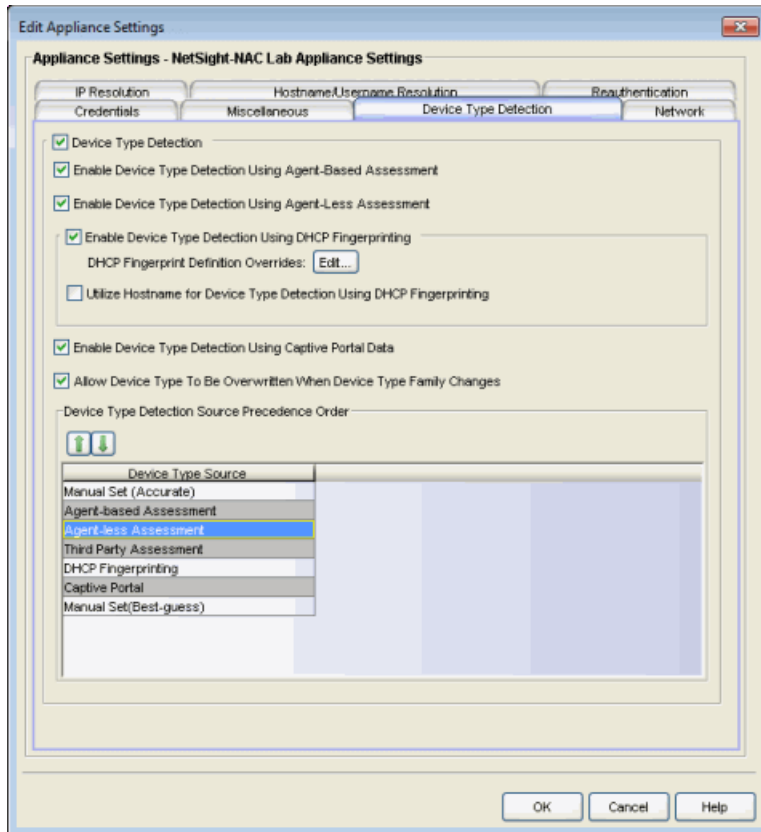 Edit Appliance Settings
Appliance Settings - NetSight-NAC Lab Appliance Settings
IP Resolution Hostname/Username Resolution Reauthentication
Credentials Miscellaneous Device Type Detection Network
Device Type Detection
Enable Device Type Detection Using Agent-Based Assessment
Enable Device Type Detection Using Agent-Less Assessment
Enable Device Type Detection Using DHCP Fingerprinting
DHCP Fingerprint Definition Overrides: Edit...
Utilize Hostname for Device Type Detection Using DHCP Fingerprinting
Enable Device Type Detection Using Captive Portal Data
Allow Device Type To Be Overwritten When Device Type Family Changes
Device Type Detection Source Precedence Order
Device Type Source
Manual Set (Accurate)
Agent-based Assessment
Agent-less Assessment
Third Party Assessment
DHCP Fingerprinting
Captive Portal
Manual Set(Best-guess)
OK Cancel Help